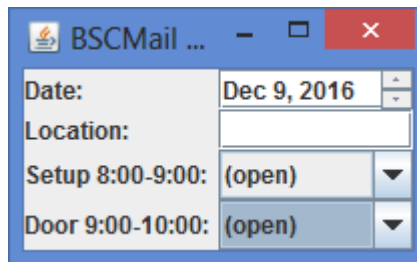 BSCMail ...
Date: Dec 9, 2016
Location:
Setup 8:00-9:00: (open)
Door 9:00-10:00: (open)